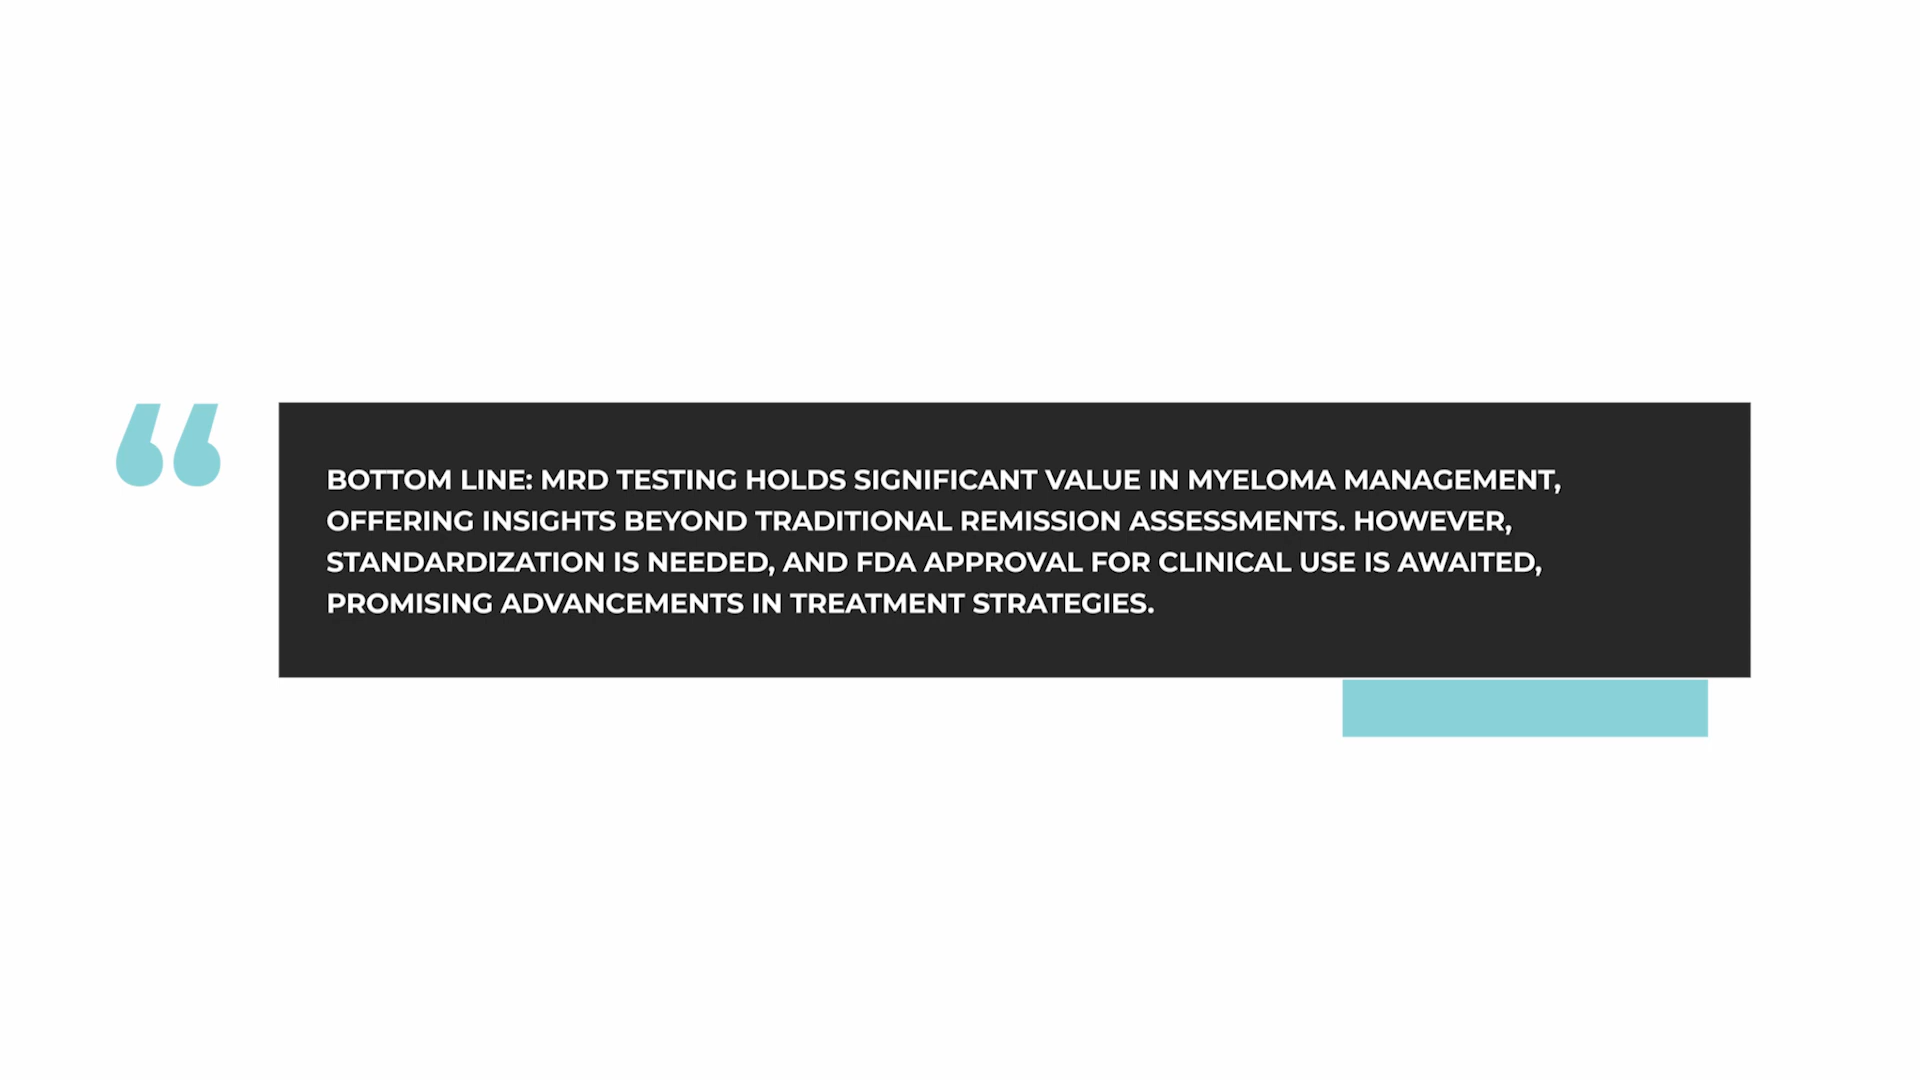 “
BOTTOM LINE: MRD TESTING HOLDS SIGNIFICANT VALUE IN MYELOMA MANAGEMENT,
OFFERING INSIGHTS BEYOND TRADITIONAL REMISSION ASSESSMENTS. HOWEVER,
STANDARDIZATION IS NEEDED, AND FDA APPROVAL FOR CLINICAL USE IS AWAITED,
PROMISING ADVANCEMENTS IN TREATMENT STRATEGIES.